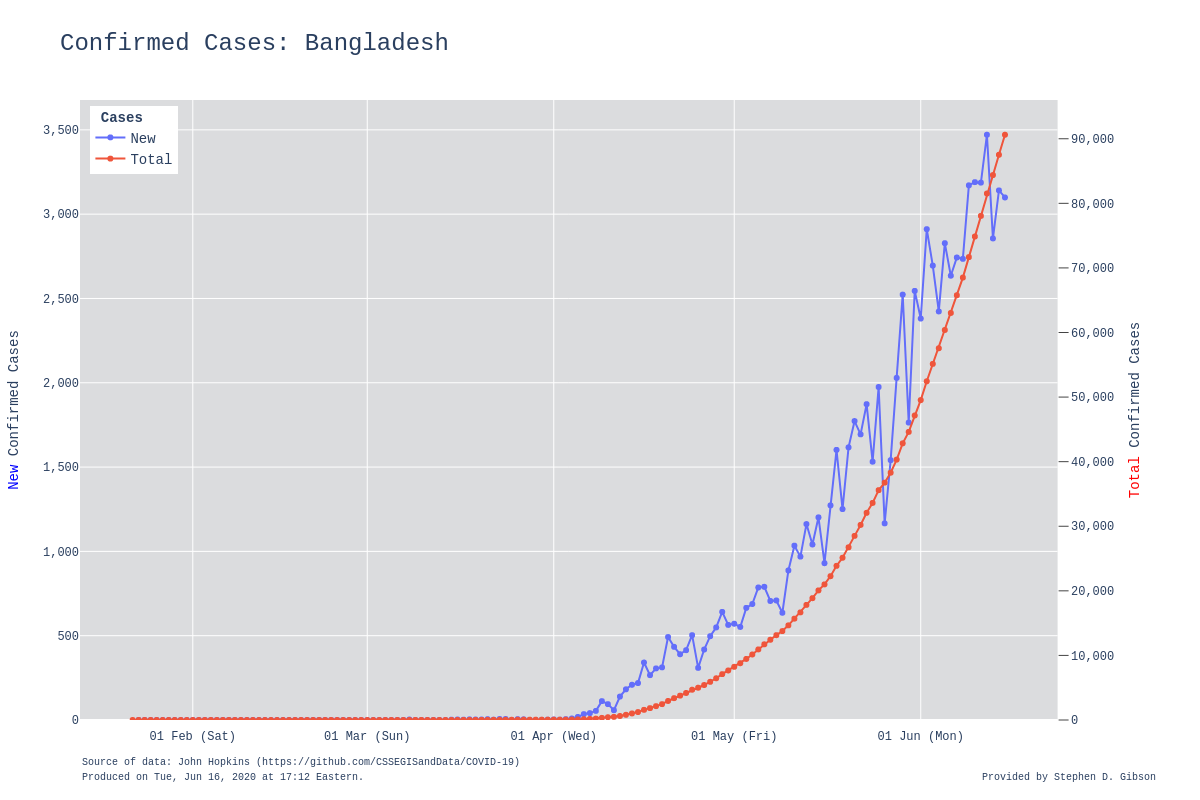 Confirmed Cases: Bangladesh
Cases
New
Total
3,500
3,000
2,500
2,000
1,500
1,000
500
0
New Confirmed Cases
90,000
80,000
70,000
60,000
50,000
40,000
30,000
20,000
10,000
0
Total Confirmed Cases
01 Feb (Sat) 01 Mar (Sun) 01 Apr (Wed) 01 May (Fri) 01 Jun (Mon)
Source of data: John Hopkins (https://github.com/CSSEGISandData/COVID-19)
Produced on Tue, Jun 16, 2020 at 17:12 Eastern.
Provided by Stephen D. Gibson